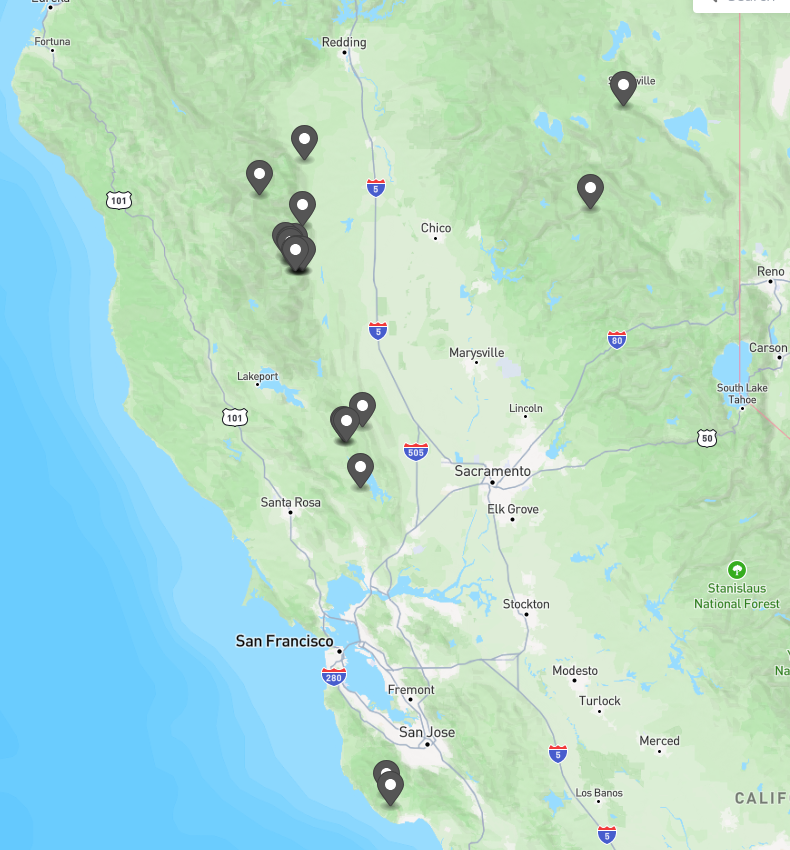 Eureka
Search
Fortuna
Redding
101
5
Chico
Reno
5
80
Marysville
Carson
Lakeport
South Lake
Tahoe
101
Lincoln
50
505
Sacramento
Santa Rosa
Elk Grove
Stanislaus
National Forest
Stockton
San Francisco
280
Modesto
Fremont
Turlock
San Jose
Merced
5
Los Banos
CALIF
5